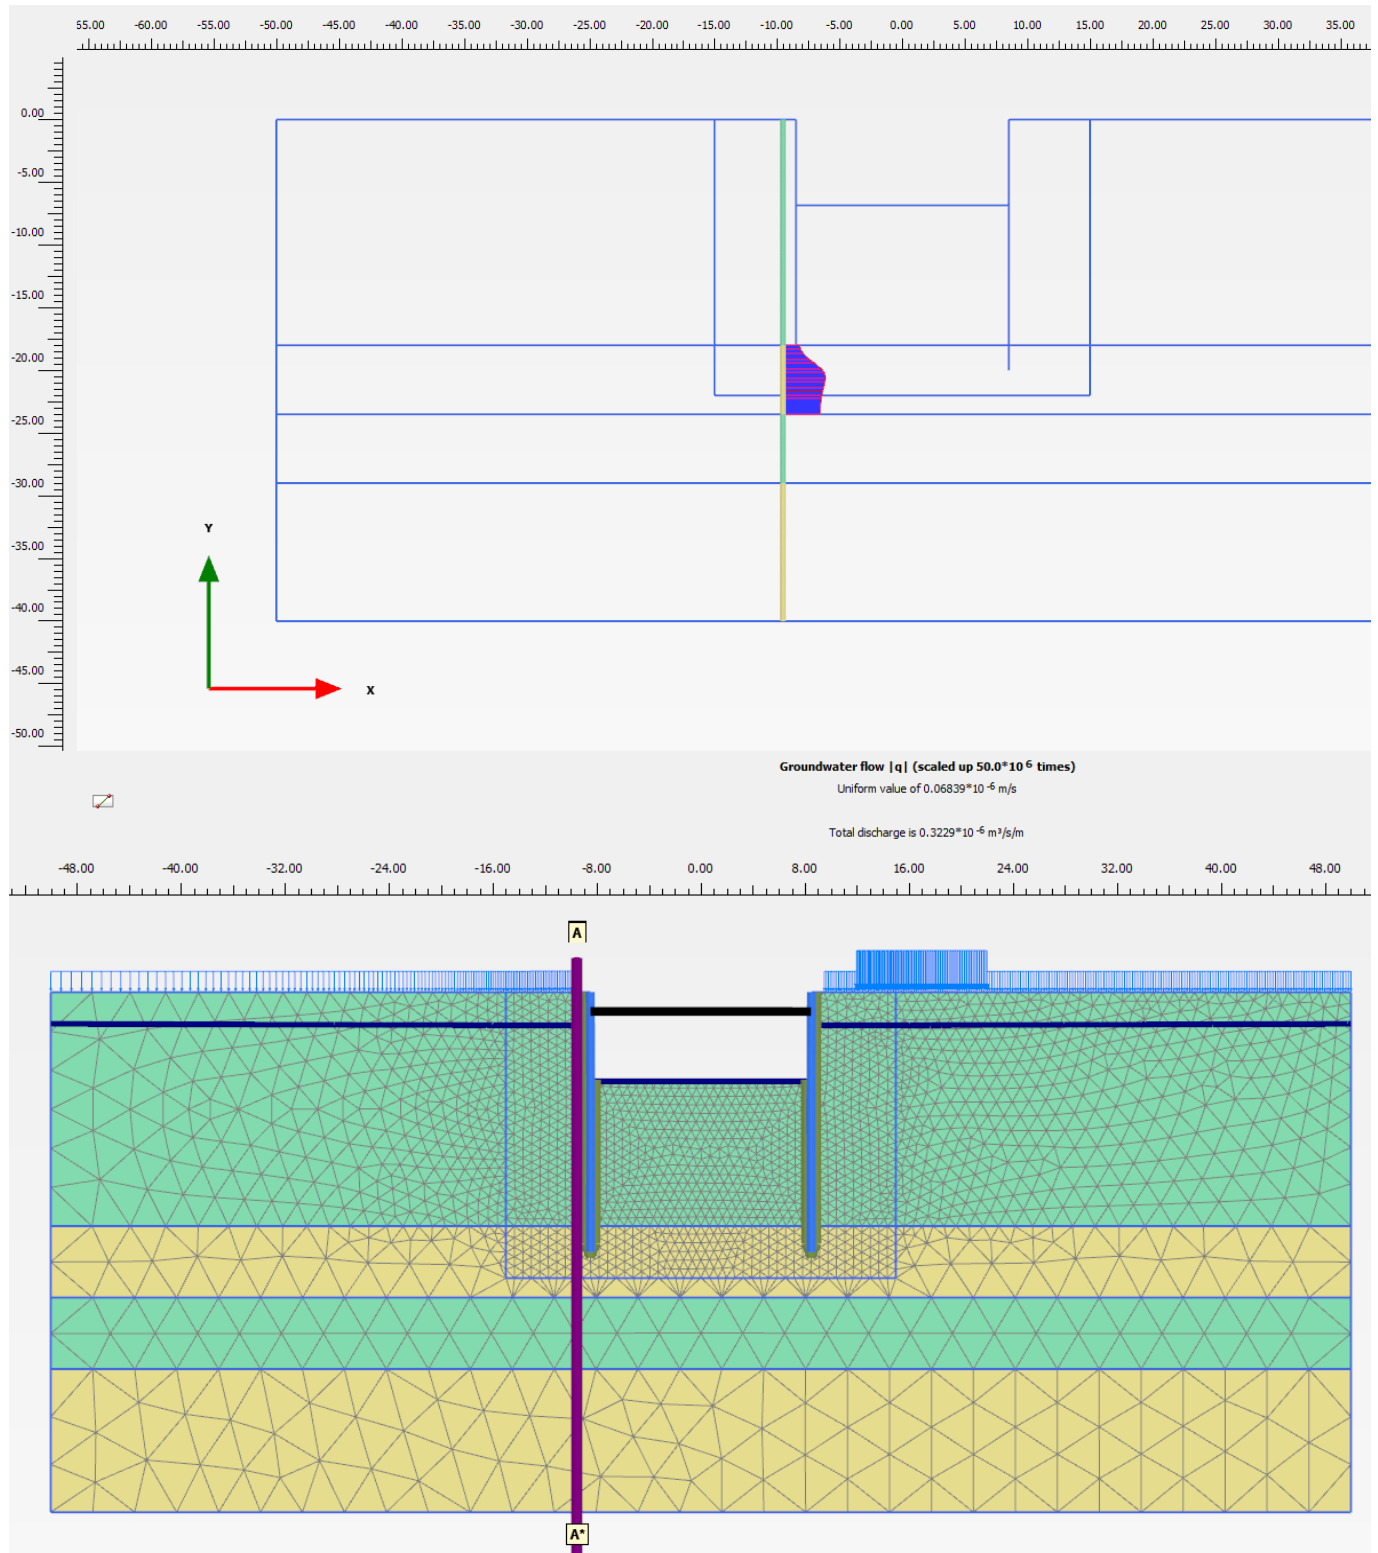 55.00 -60.00 -55.00 -50.00 -45.00 -40.00 -35.00 -30.00 -25.00 -20.00 -15.00 -10.00 -5.00 0.00 5.00 10.00 15.00 20.00 25.00 30.00 35.00
0.00
-5.00
-10.00
-15.00
-20.00
-25.00
-30.00
-35.00
-40.00
-45.00
-50.00
Y
X
Groundwater flow |q| (scaled up 50.0*10 6 times)
Uniform value of 0.06839*10 -6 m/s
Total discharge is 0.3229*10 -6 m³/s/m
-48.00 -40.00 -32.00 -24.00 -16.00 -8.00 0.00 8.00 16.00 24.00 32.00 40.00 48.00
A
A*